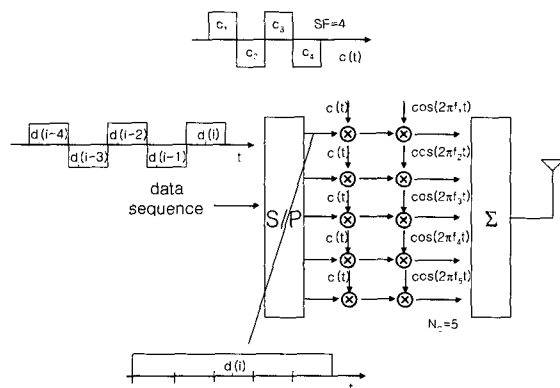 c₁ c₃ SF=4
c₂ c₄ c(t)
d(i-4) d(i-2) d(i)
d(i-3) d(i-1) t
data
sequence
S/P
c(t) cos(2πf₁t)
c(t) cos(2πf₂t)
c(t) cos(2πf₃t)
c(t) cos(2πf₄t)
c(t) cos(2πf₅t)
Σ
N_C=5
d(i)
t